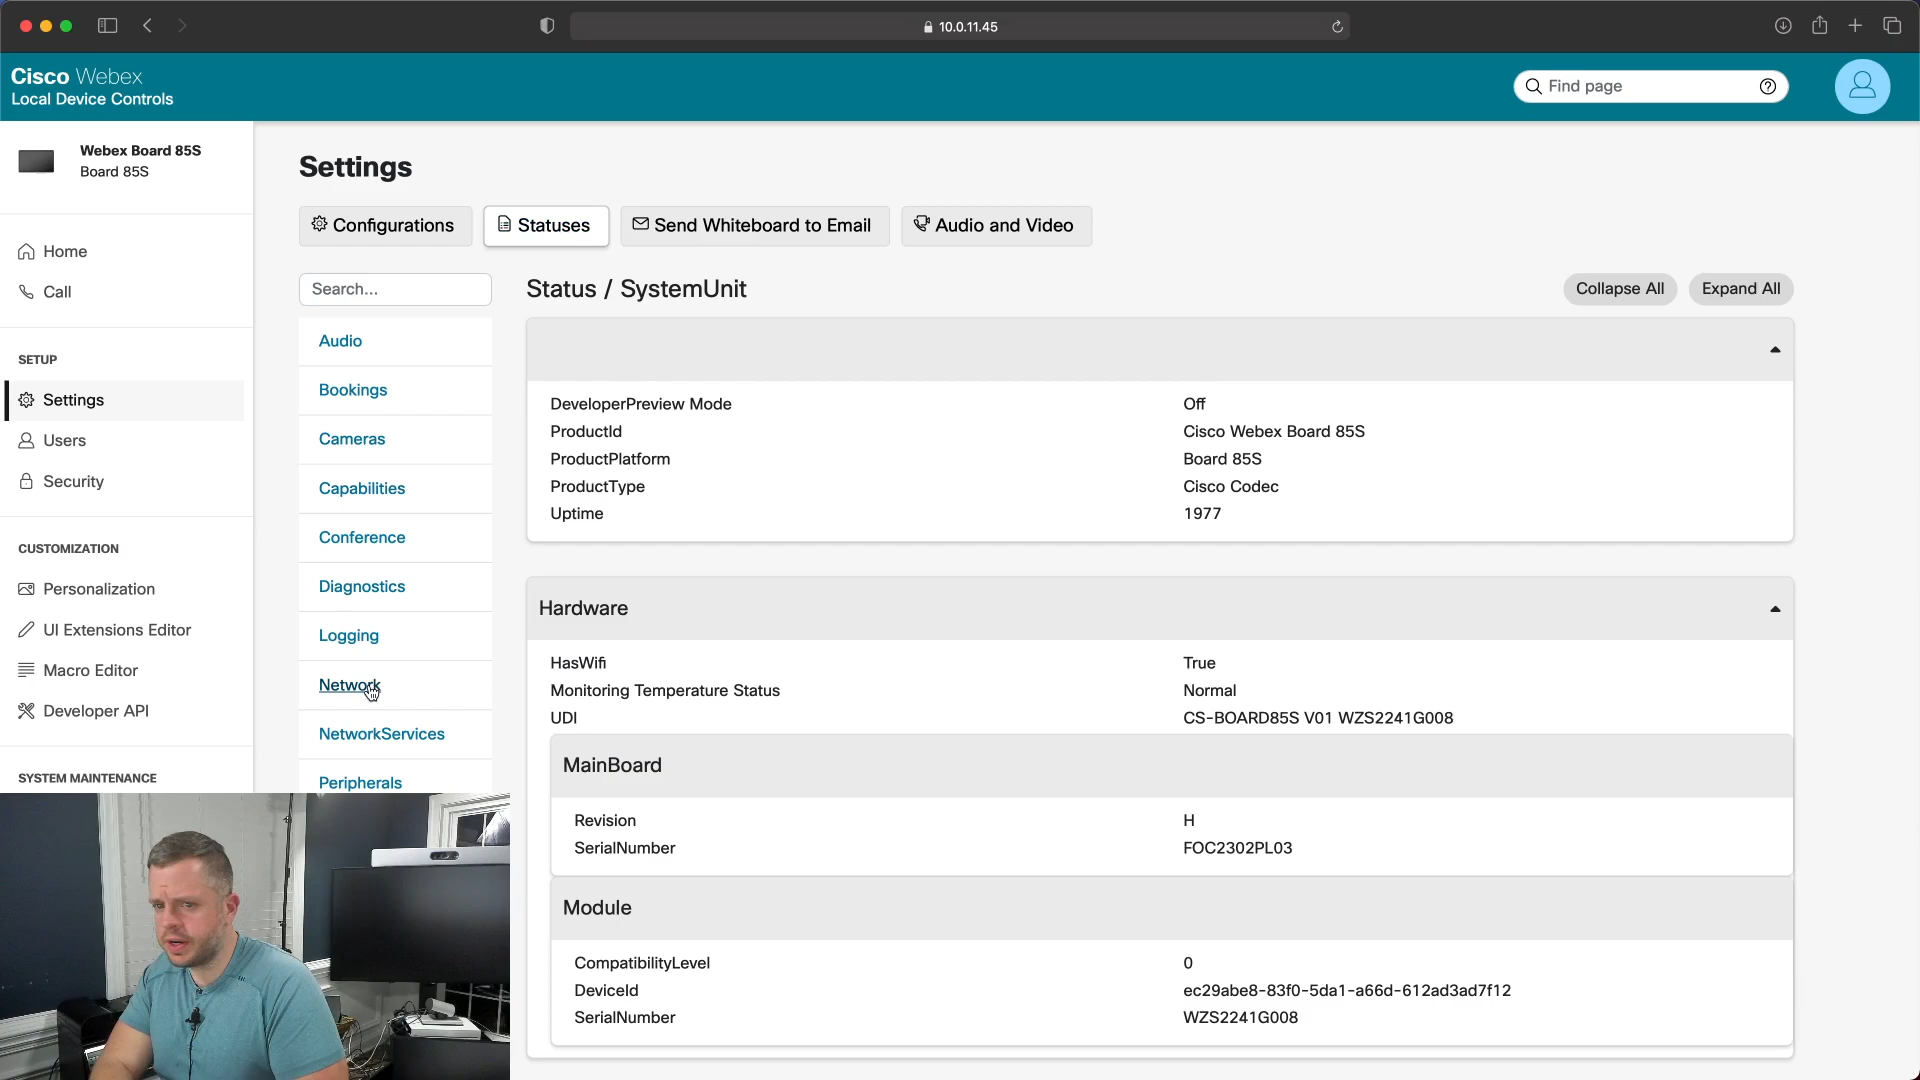 10.0.11.45
Cisco Webex
Local Device Controls
Find page
Webex Board 85S
Board 85S
Home
Call
SETUP
Settings
Users
Security
CUSTOMIZATION
Personalization
UI Extensions Editor
Macro Editor
Developer API
SYSTEM MAINTENANCE
Settings
Configurations
Statuses
Send Whiteboard to Email
Audio and Video
Search...
Audio
Bookings
Cameras
Capabilities
Conference
Diagnostics
Logging
Network
NetworkServices
Peripherals
Status / SystemUnit
Collapse All
Expand All
DeveloperPreview Mode Off
ProductId Cisco Webex Board 85S
ProductPlatform Board 85S
ProductType Cisco Codec
Uptime 1977
Hardware
HasWifi True
Monitoring Temperature Status Normal
UDI CS-BOARD85S V01 WZS2241G008
MainBoard
Revision H
SerialNumber FOC2302PL03
Module
CompatibilityLevel 0
DeviceId ec29abe8-83f0-5da1-a66d-612ad3ad7f12
SerialNumber WZS2241G008